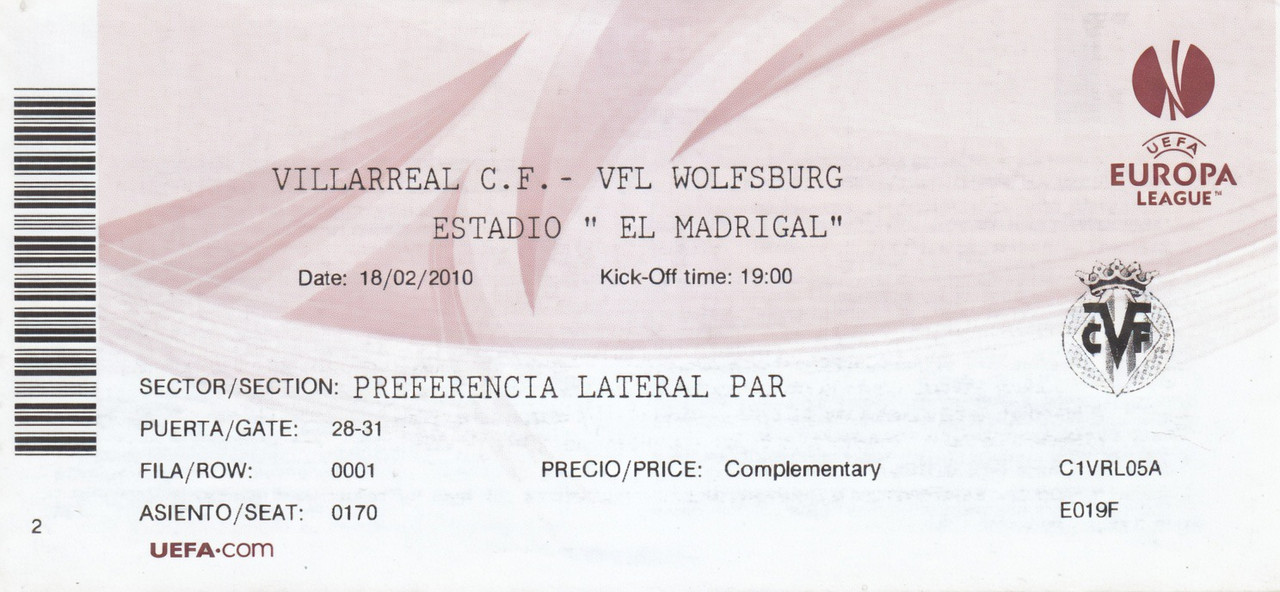 VILLARREAL C.F.- VFL WOLFSBURG
ESTADIO " EL MADRIGAL"
Date: 18/02/2010 Kick-Off time: 19:00
UEFA
EUROPA
LEAGUE™
CVF
SECTOR/SECTION: PREFERENCIA LATERAL PAR
PUERTA/GATE: 28-31
FILA/ROW: 0001 PRECIO/PRICE: Complementary C1VRL05A
ASIENTO/SEAT: 0170 E019F
2
UEFA.com